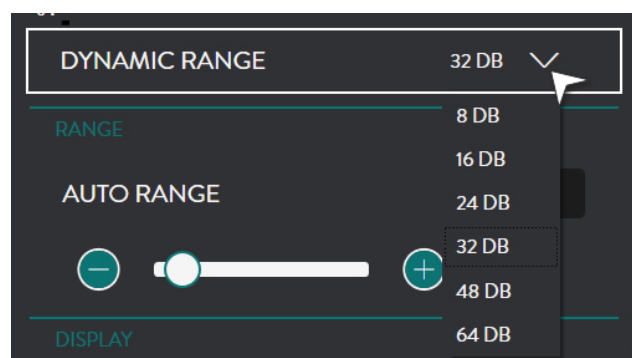 DYNAMIC RANGE 32 DB
8 DB
RANGE
16 DB
AUTO RANGE
24 DB
32 DB
48 DB
DISPLAY
64 DB